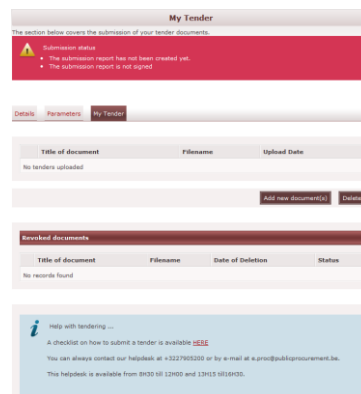 My Tender
The section below covers the submission of your tender documents.
Submission status
The submission report has not been created yet.
The submission report is not signed
Details Parameters My Tender
Title of document Filename Upload Date
No tenders uploaded
Add new document(s) Delete
Revoked documents
Title of document Filename Date of Deletion Status
No records found
Help with tendering ...
A checklist on how to submit a tender is available HERE
You can always contact our helpdesk at +3227905200 or by e-mail at e.proc@publicprocurement.be.
This helpdesk is available from 8H30 till 12H00 and 13H15 till16H30.